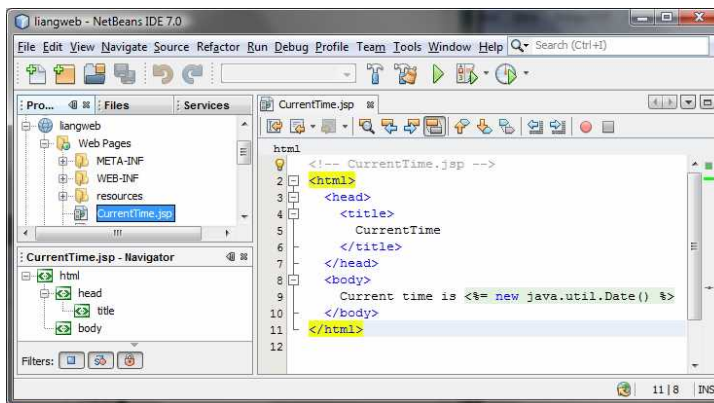 liangweb - NetBeans IDE 7.0
File Edit View Navigate Source Refactor Run Debug Profile Team Tools Window Help Search (Ctrl+I)
Pro... Files Services
liangweb
Web Pages
META-INF
WEB-INF
resources
CurrentTime.jsp
CurrentTime.jsp - Navigator
html
head
title
body
Filters:
CurrentTime.jsp
html
<!-- CurrentTime.jsp -->
2 <html>
3 <head>
4 <title>
5 CurrentTime
6 </title>
7 </head>
8 <body>
9 Current time is <%= new java.util.Date() %>
10 </body>
11 </html>
12
11 | 8 INS